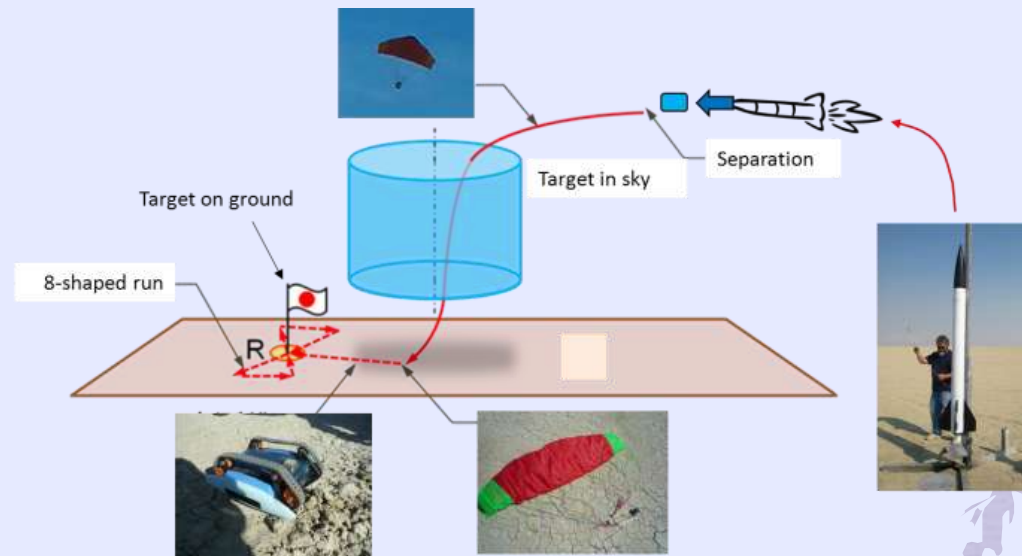 Separation
Target in sky
Target on ground
8-shaped run
R